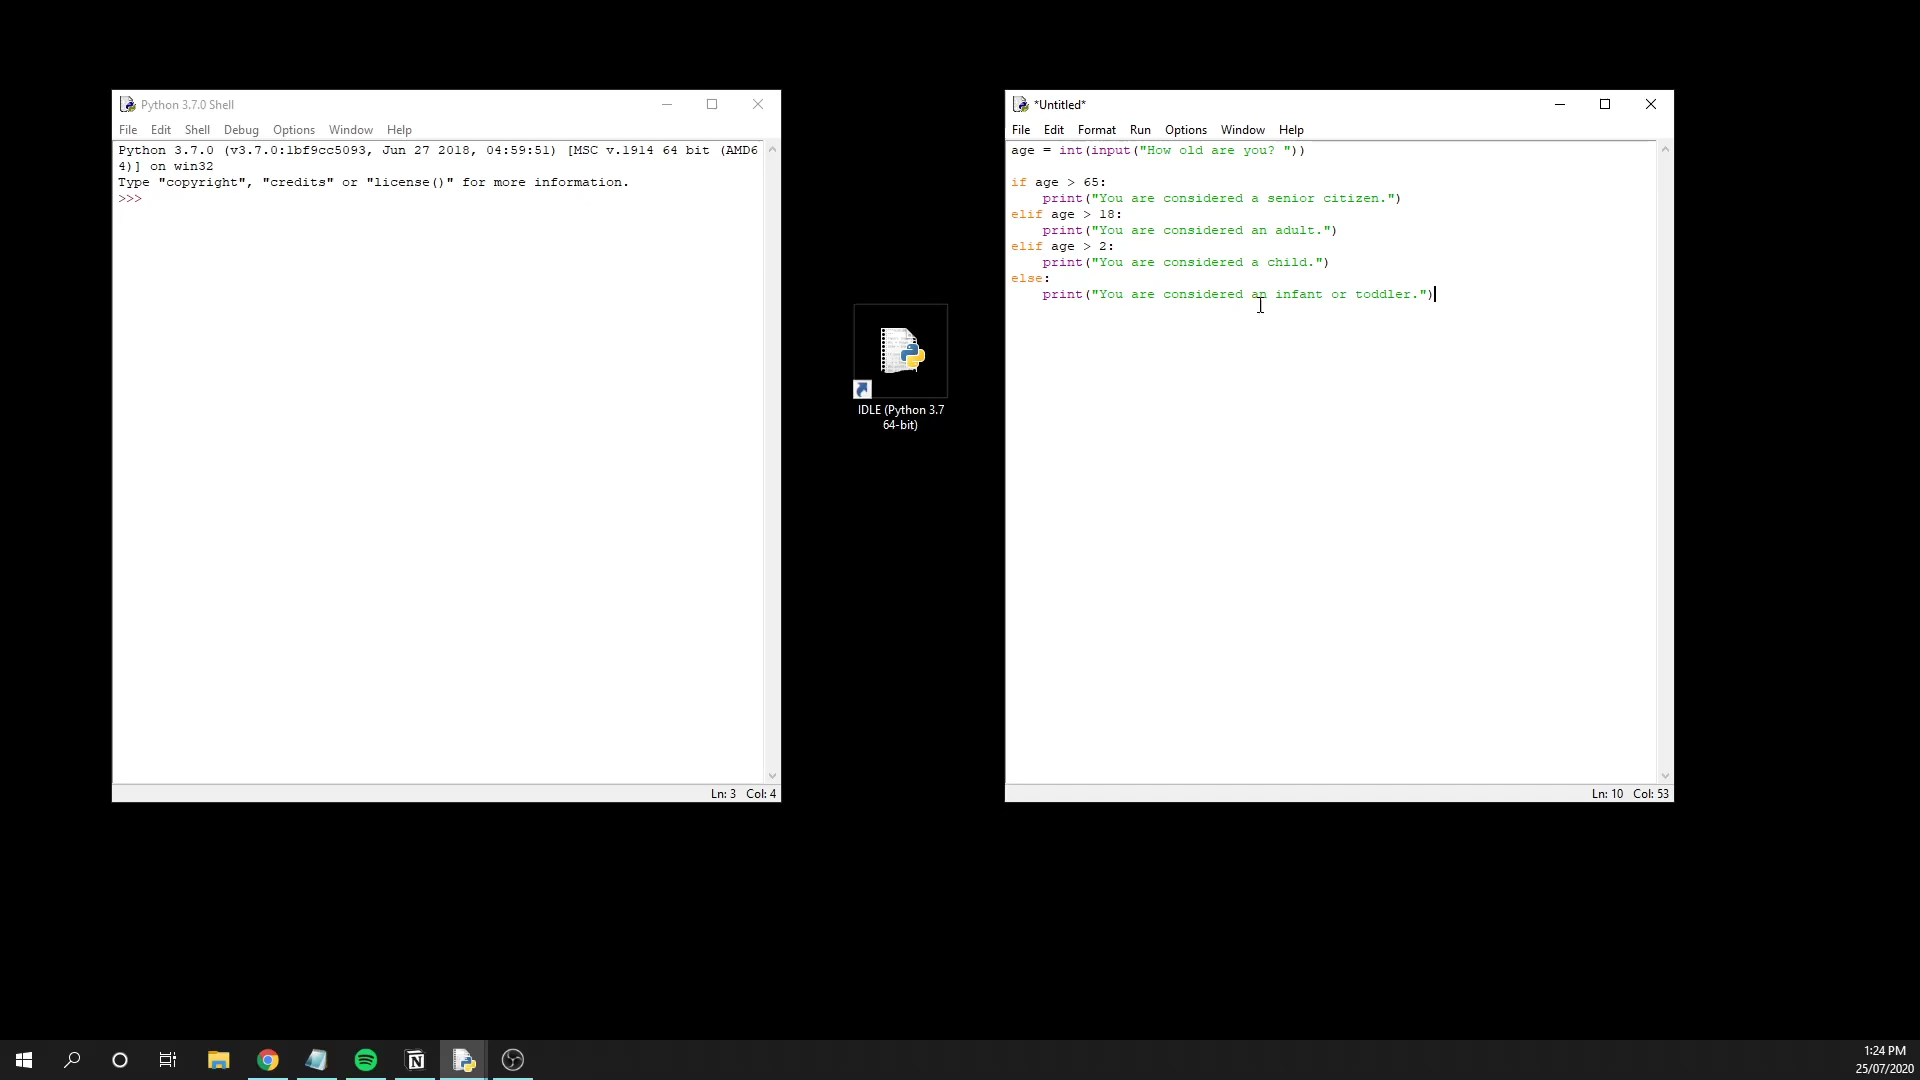 Python 3.7.0 Shell
File Edit Shell Debug Options Window Help
Python 3.7.0 (v3.7.0:1bf9cc5093, Jun 27 2018, 04:59:51) [MSC v.1914 64 bit (AMD6
4)] on win32
Type "copyright", "credits" or "license()" for more information.
>>>
Ln: 3 Col: 4
IDLE (Python 3.7
64-bit)
*Untitled*
File Edit Format Run Options Window Help
age = int(input("How old are you? "))
if age > 65:
    print("You are considered a senior citizen.")
elif age > 18:
    print("You are considered an adult.")
elif age > 2:
    print("You are considered a child.")
else:
    print("You are considered an infant or toddler.")
Ln: 10 Col: 53
1:24 PM
25/07/2020